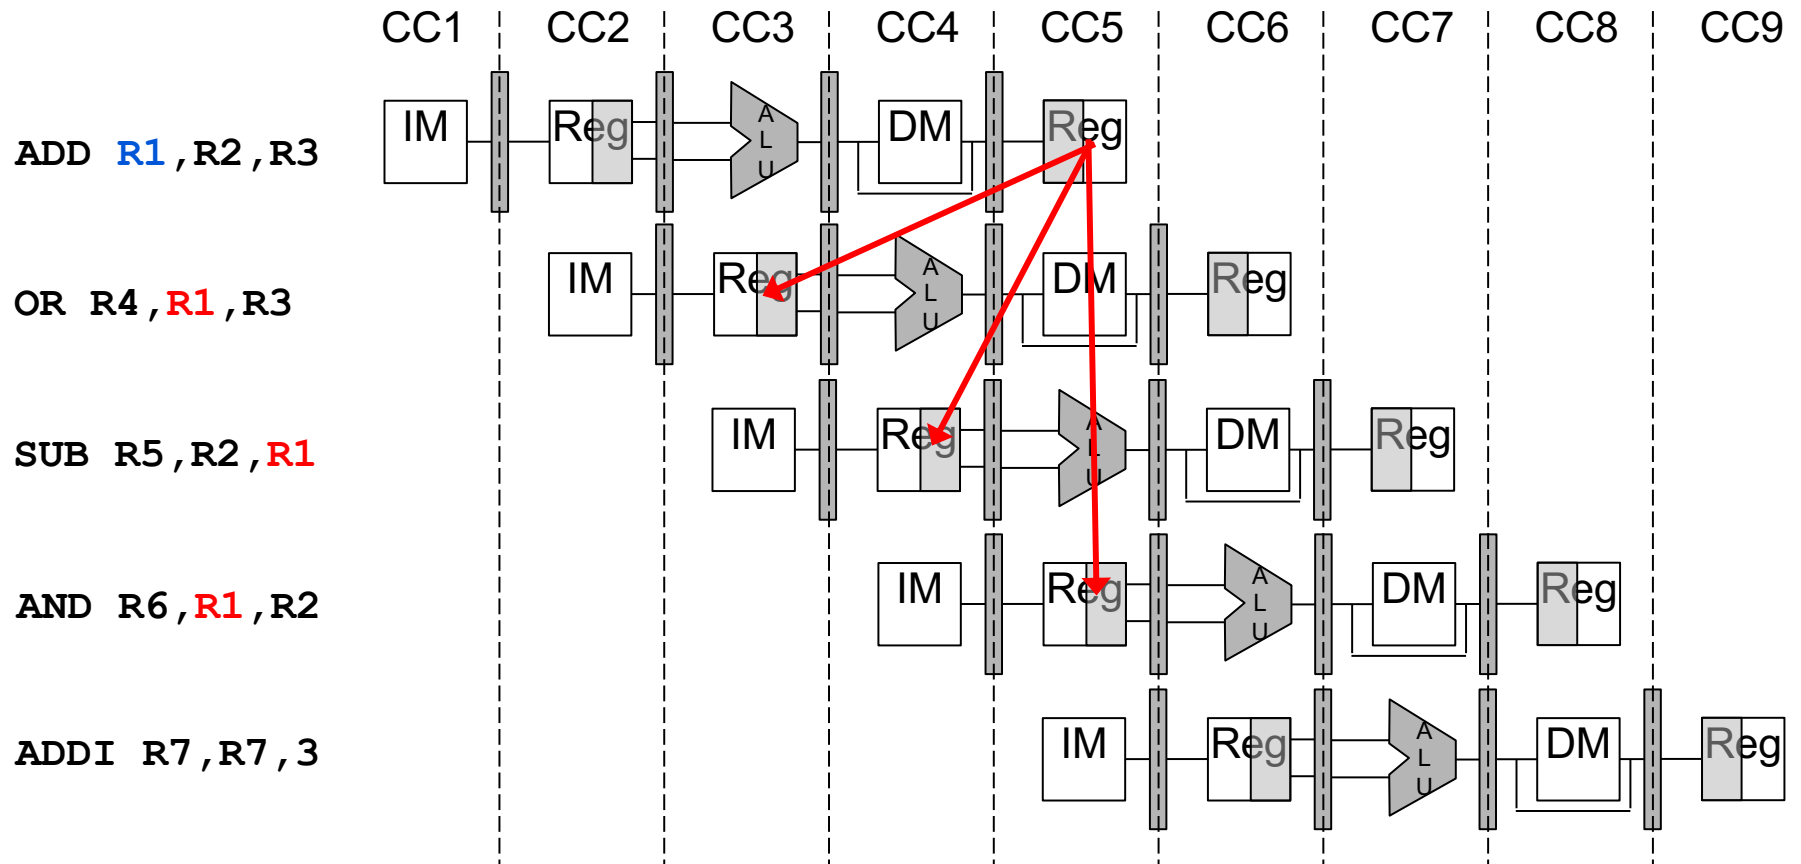 CC1 CC2 CC3 CC4 CC5 CC6 CC7 CC8 CC9
ADD R1,R2,R3 IM Reg ALU DM Reg
OR R4,R1,R3 IM Reg ALU DM Reg
SUB R5,R2,R1 IM Reg ALU DM Reg
AND R6,R1,R2 IM Reg ALU DM Reg
ADDI R7,R7,3 IM Reg ALU DM Reg